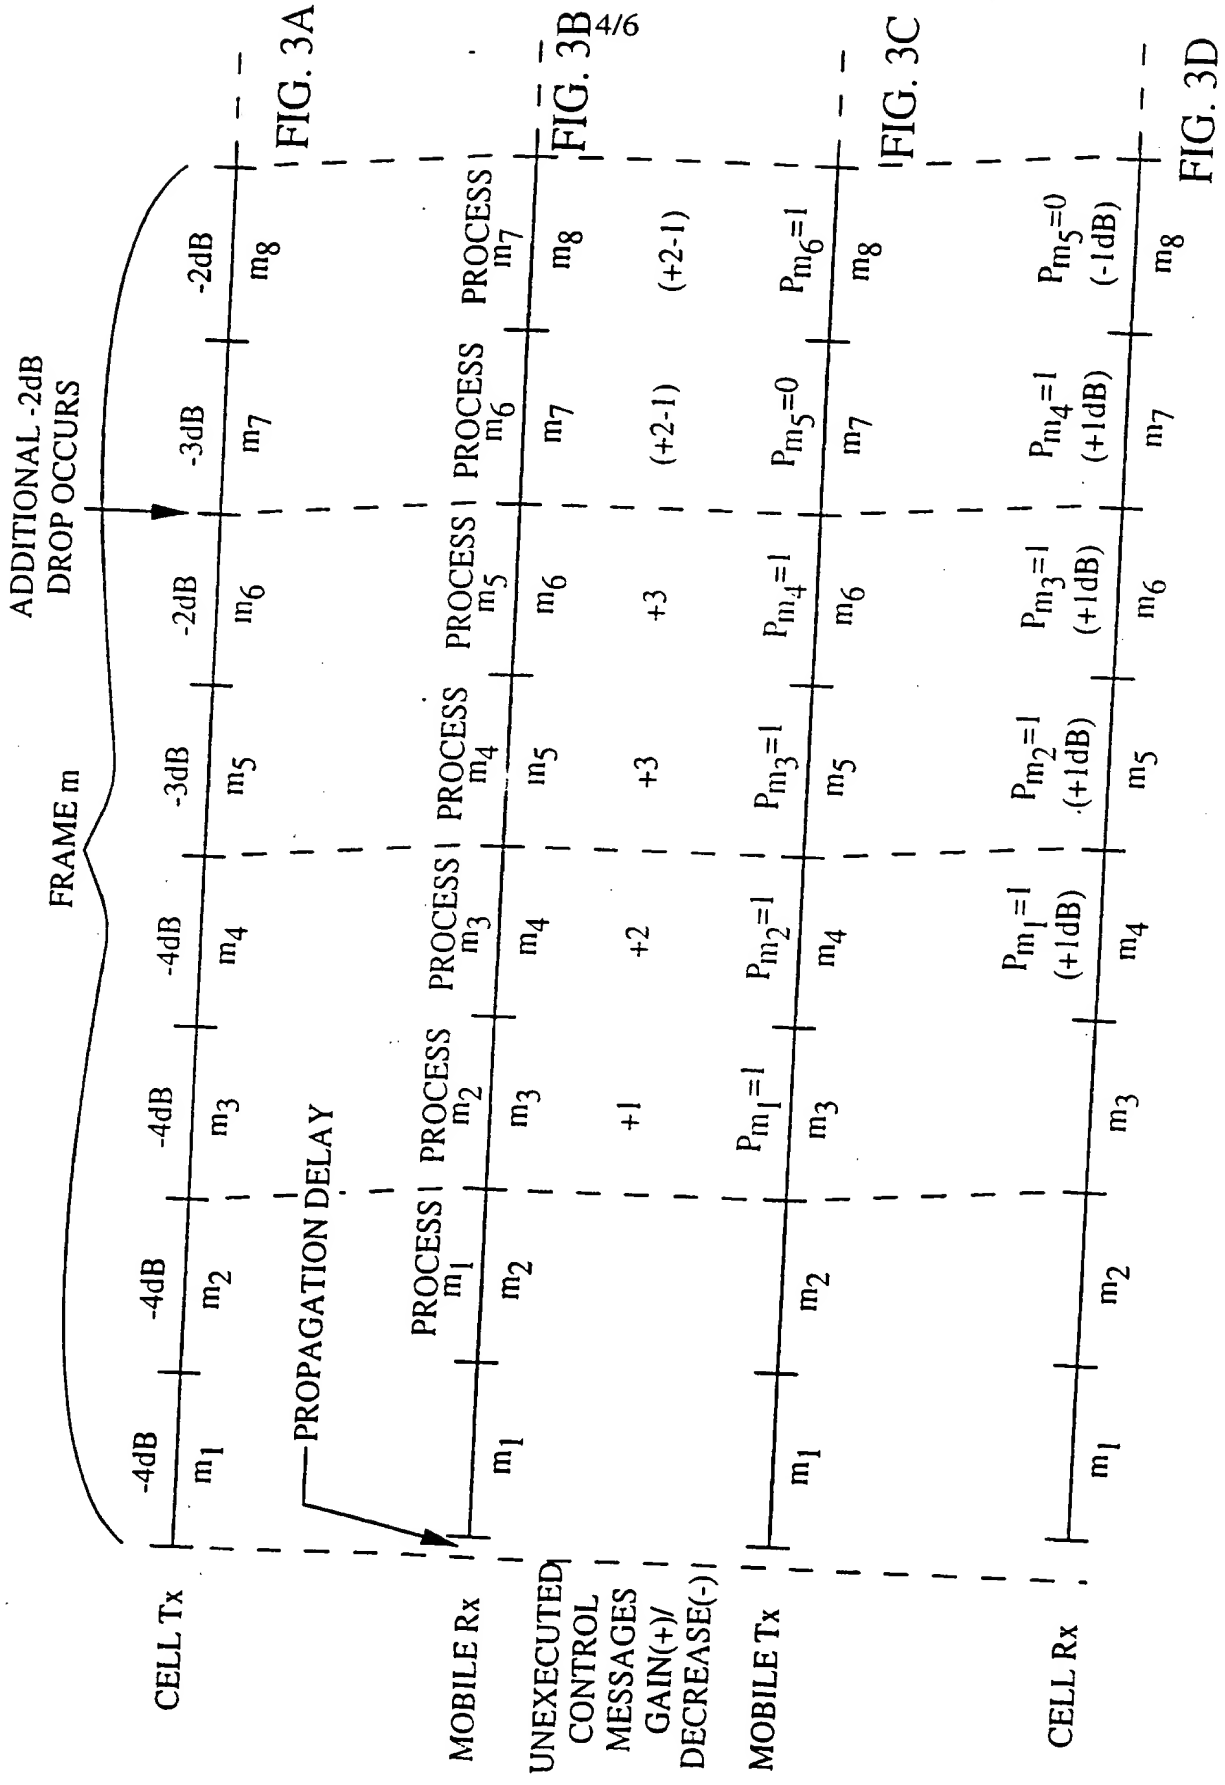 4/6
FRAME m
ADDITIONAL -2dB
DROP OCCURS
CELL Tx
-4dB -4dB -4dB -4dB -3dB -2dB -3dB -2dB
m1 m2 m3 m4 m5 m6 m7 m8
FIG. 3A
PROPAGATION DELAY
MOBILE Rx
PROCESS PROCESS PROCESS PROCESS PROCESS PROCESS PROCESS
m1 m2 m3 m4 m5 m6 m7
m1 m2 m3 m4 m5 m6 m7 m8
FIG. 3B
UNEXECUTED
CONTROL
MESSAGES
GAIN(+)/
DECREASE(-)
+1 +2 +3 +3 (+2-1) (+2-1)
MOBILE Tx
Pm1=1 Pm2=1 Pm3=1 Pm4=1 Pm5=0 Pm6=1
m1 m2 m3 m4 m5 m6 m7 m8
FIG. 3C
CELL Rx
Pm1=1 Pm2=1 Pm3=1 Pm4=1 Pm5=0
(+1dB) (+1dB) (+1dB) (+1dB) (-1dB)
m1 m2 m3 m4 m5 m6 m7 m8
FIG. 3D